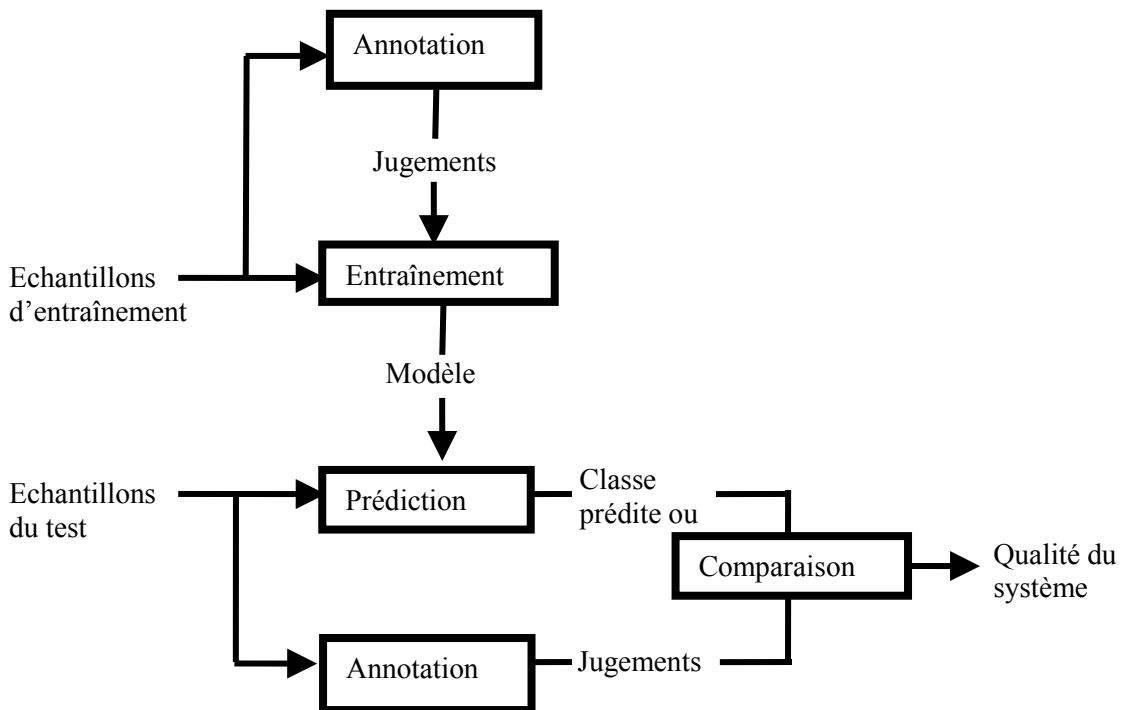 Annotation
Jugements
Echantillons
d’entraînement
Entraînement
Modèle
Echantillons
du test
Prédiction
Classe
prédite ou
Comparaison
Qualité du
système
Annotation
Jugements